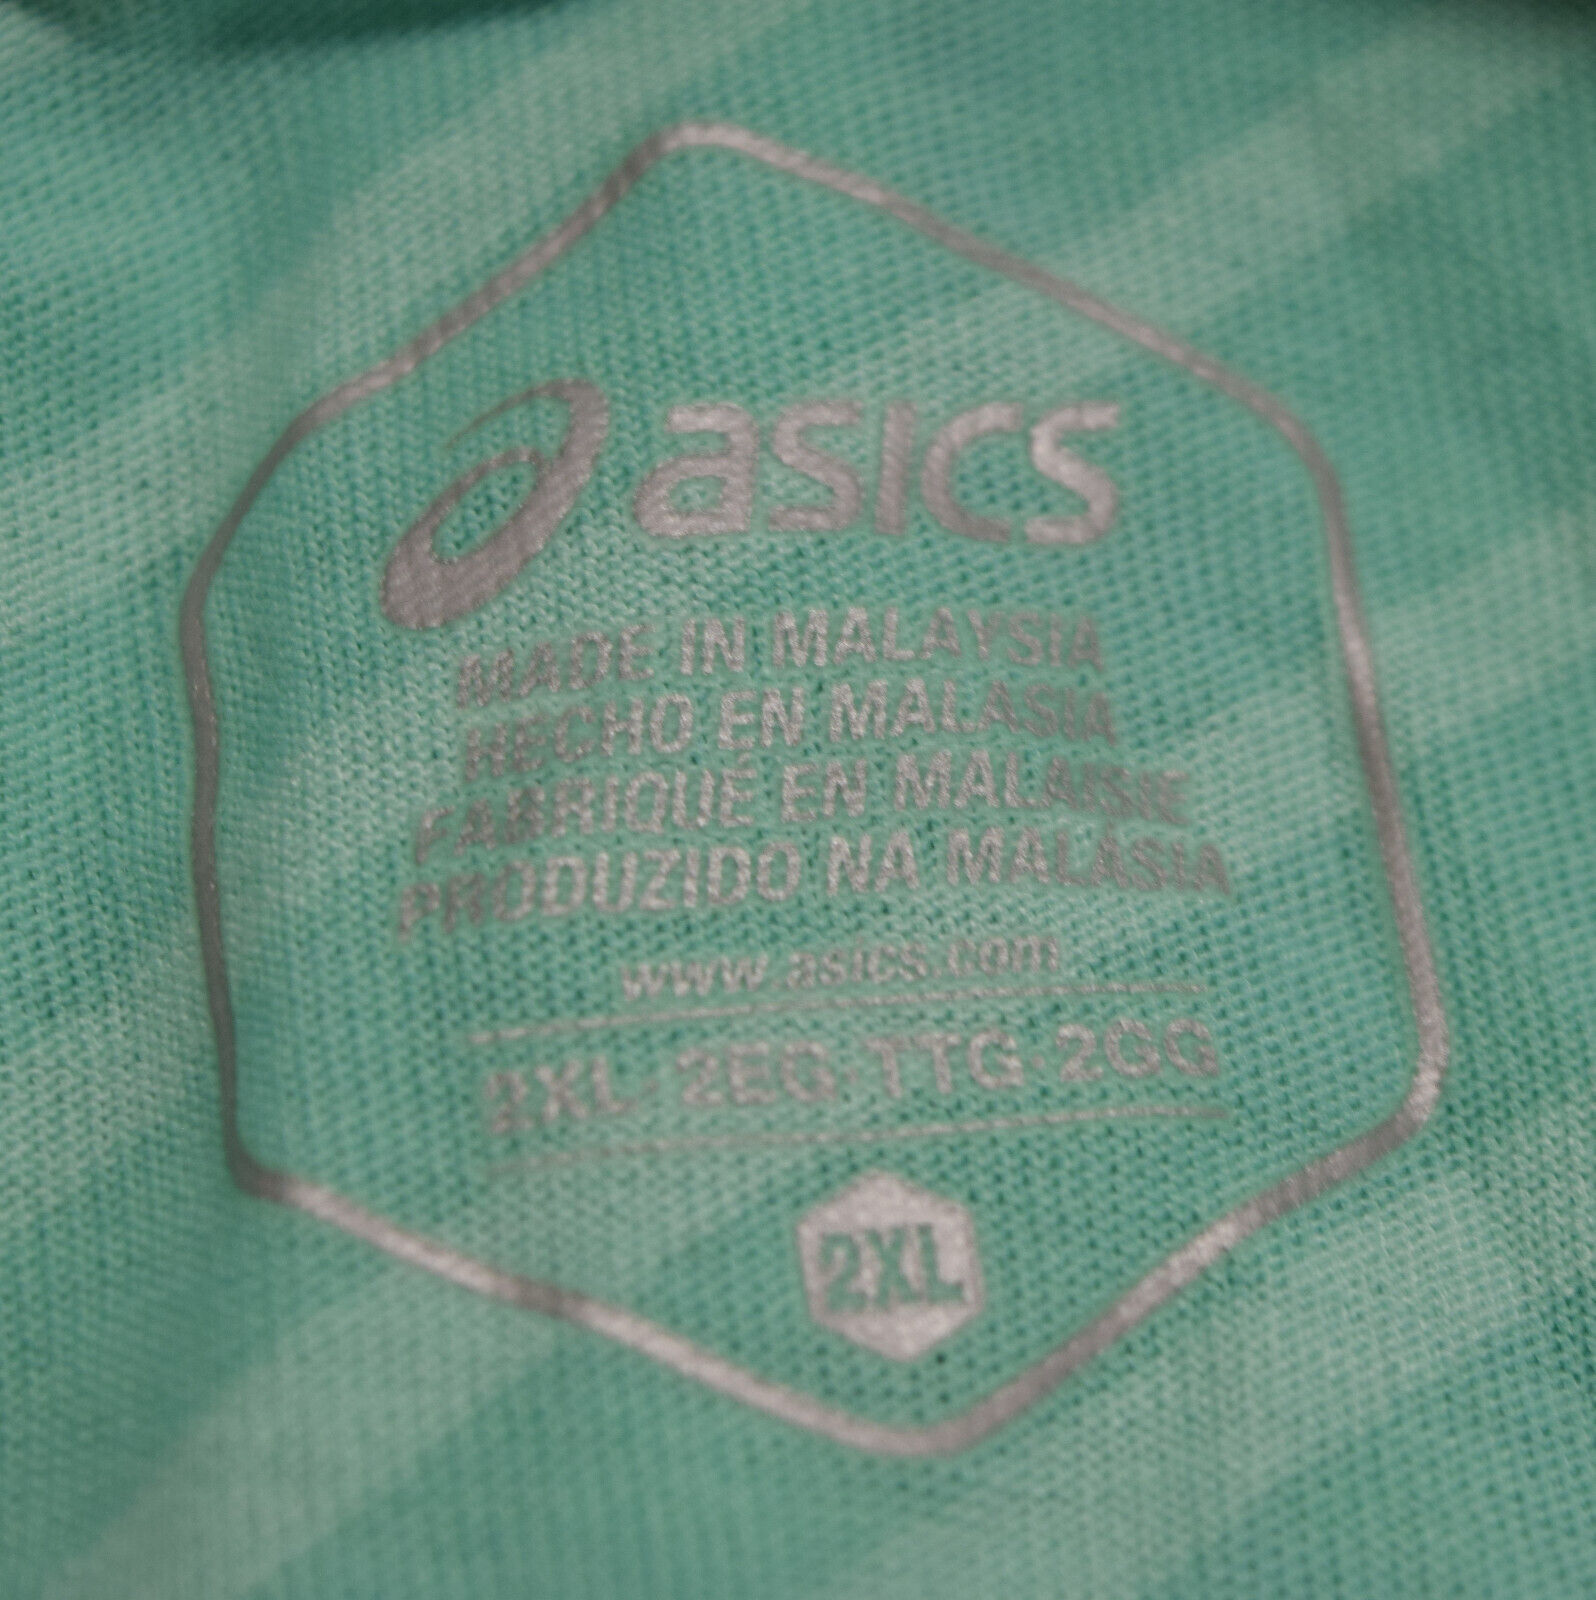 asics
MADE IN MALAYSIA
HECHO EN MALASIA
FABRIQUÉ EN MALAISIE
PRODUZIDO NA MALÁSIA
www.asics.com
2XL·2EG·TTG·2GG
2XL